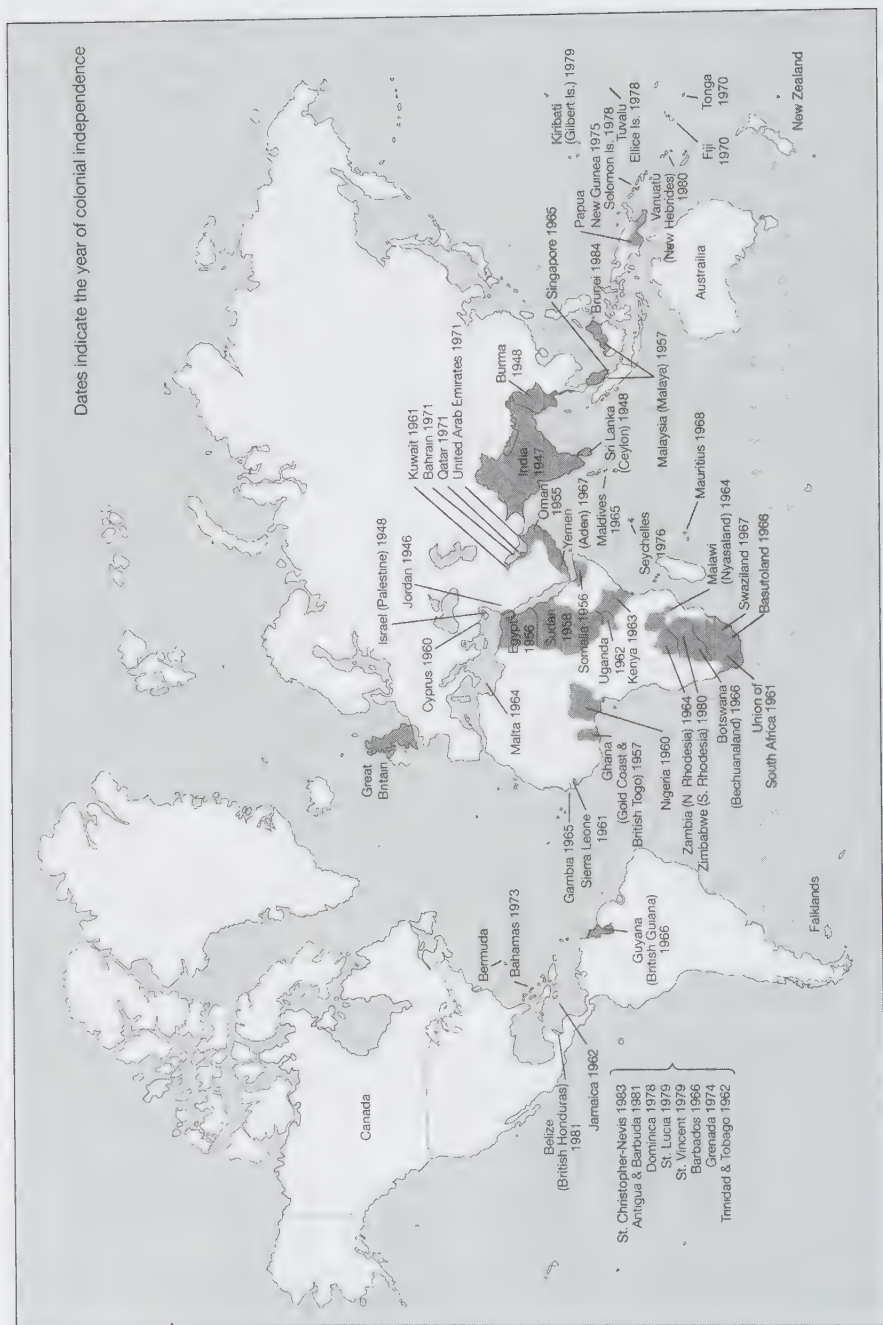 Dates indicate the year of colonial independence
Canada
Bermuda
Bahamas 1973
Belize
(British Honduras)
1981
Jamaica 1962
St. Christopher-Nevis 1983
Antigua & Barbuda 1981
Dominica 1978
St. Lucia 1979
St. Vincent 1979
Barbados 1966
Grenada 1974
Trinidad & Tobago 1962
Guyana
(British Guiana)
1966
Falklands
Great
Britain
Malta 1964
Cyprus 1960
Israel (Palestine) 1948
Jordan 1946
Egypt
1956
Sudan
1958
Gambia 1965
Sierra Leone
1961
Ghana
(Gold Coast &
British Togo) 1957
Nigeria 1960
Zambia (N. Rhodesia) 1964
Zimbabwe (S. Rhodesia) 1980
Botswana
(Bechuanaland) 1966
Union of
South Africa 1961
Somalia 1956
Uganda
1962
Kenya 1963
Malawi
(Nyasaland) 1964
Swaziland 1967
Basutoland 1966
Kuwait 1961
Bahrain 1971
Qatar 1971
United Arab Emirates 1971
Oman
1955
Yemen
(Aden) 1967
Maldives
1965
Seychelles
1976
Mauritius 1968
India
1947
Burma
1948
Sri Lanka
(Ceylon) 1948
Malaysia (Malaya) 1957
Singapore 1965
Brunei 1984
Papua
New Guinea 1975
Solomon Is. 1978
Tuvalu
Ellice Is. 1978
Kiribati
(Gilbert Is.) 1979
Vanuatu
(New Hebrides)
1980
Fiji
1970
Tonga
1970
Austrailia
New Zealand